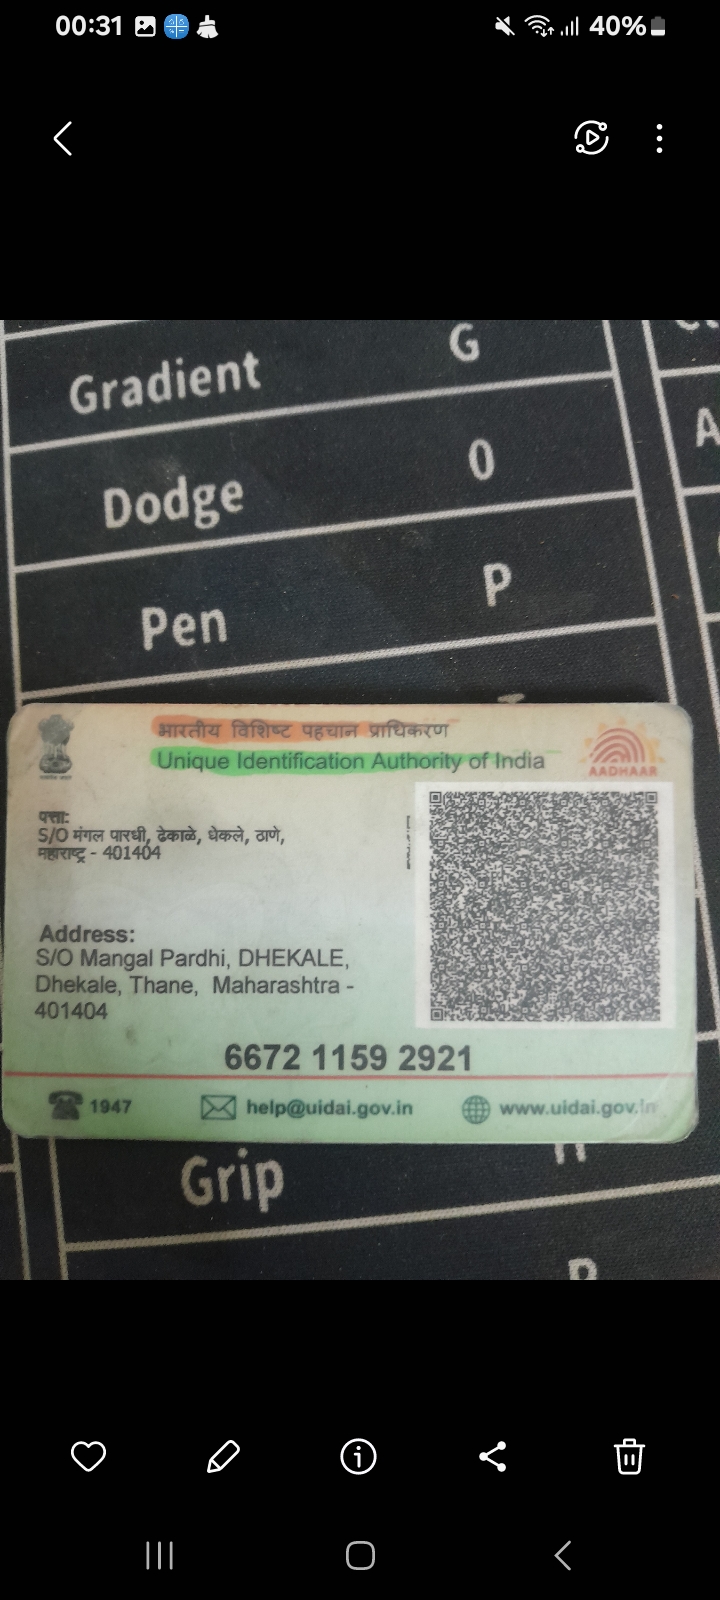 00:31
40%
G
Gradient
Dodge O
Pen P
भारतीय विशिष्ट पहचान प्राधिकरण
Unique Identification Authority of India
AADHAAR
पत्ता:
S/O मंगल पारधी, ढेकाळे, धेकले, ठाणे,
महाराष्ट्र - 401404
Address:
S/O Mangal Pardhi, DHEKALE,
Dhekale, Thane, Maharashtra -
401404
6672 1159 2921
1947
help@uidai.gov.in
www.uidai.gov.in
Grip